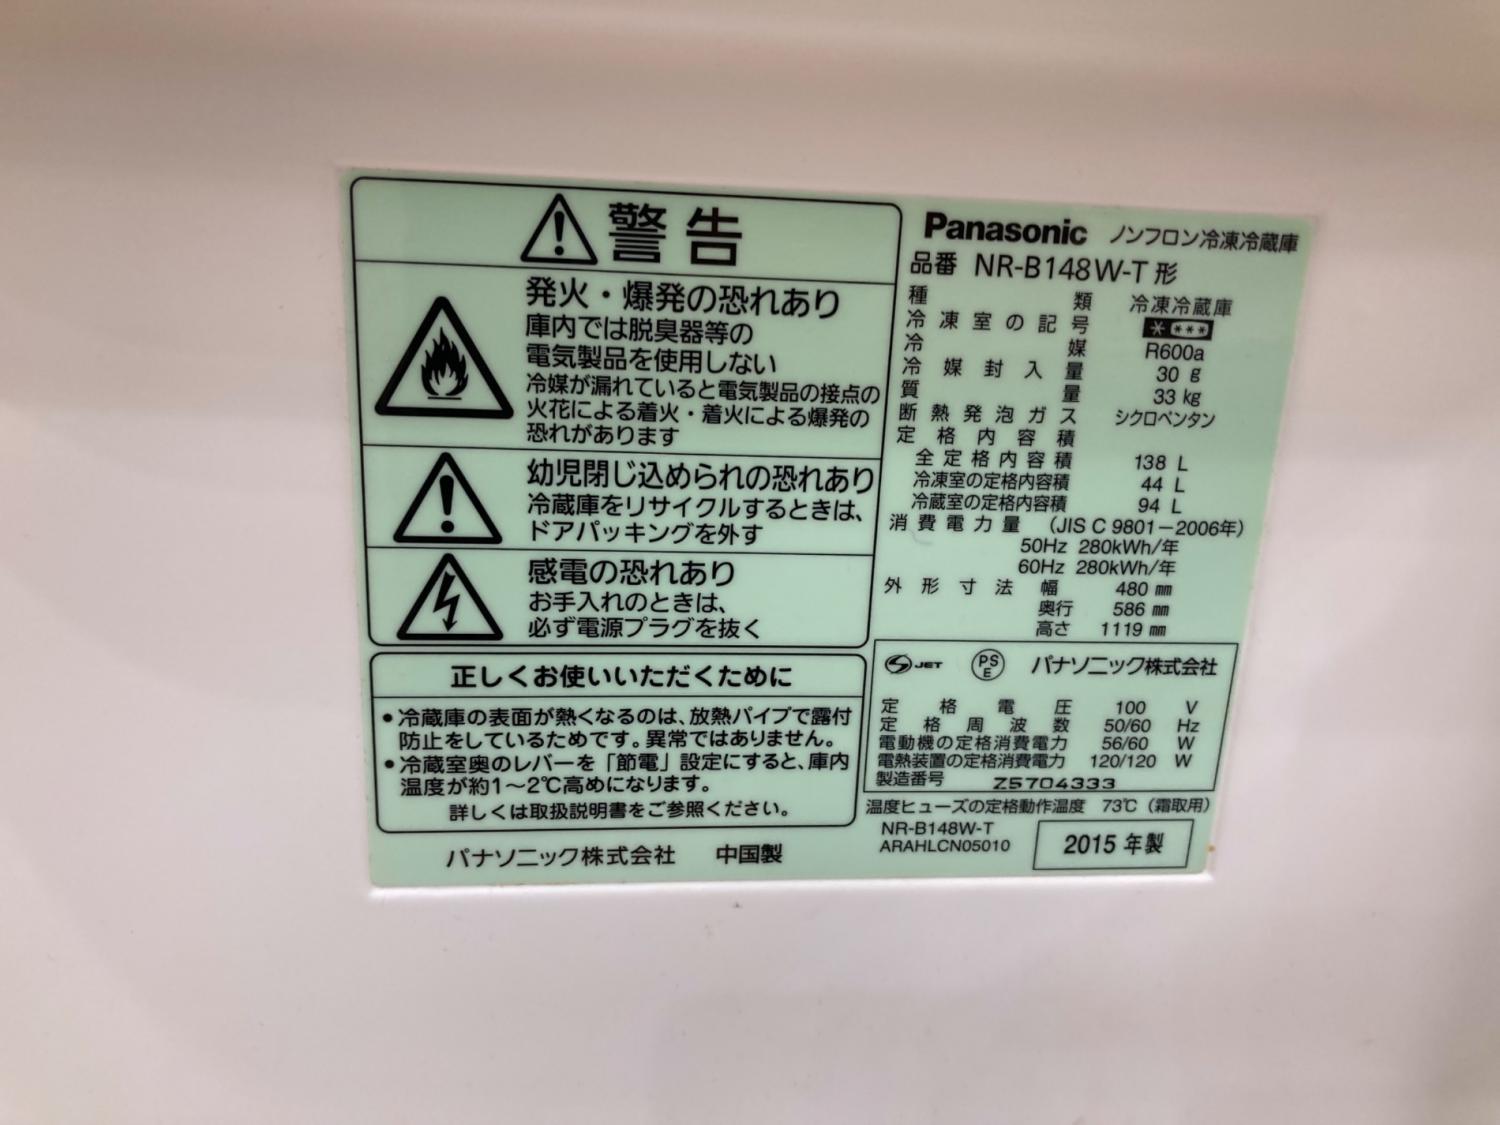 警告
発火・爆発の恐れあり
庫内では脱臭器等の
電気製品を使用しない
冷媒が漏れていると電気製品の接点の
火花による着火・着火による爆発の
恐れがあります
幼児閉じ込められの恐れあり
冷蔵庫をリサイクルするときは、
ドアパッキングを外す
感電の恐れあり
お手入れのときは、
必ず電源プラグを抜く
正しくお使いいただくために
•冷蔵庫の表面が熱くなるのは、放熱パイプで露付
防止をしているためです。異常ではありません。
•冷蔵室奥のレバーを「節電」設定にすると、庫内
温度が約1～2℃高めになります。
詳しくは取扱説明書をご参照ください。
パナソニック株式会社 中国製
Panasonic ノンフロン冷凍冷蔵庫
品番 NR-B148W-T 形
種類 冷凍冷蔵庫
冷凍室の記号 * ***
冷媒 R600a
冷媒封入量 30 g
質量 33 kg
断熱発泡ガス シクロペンタン
定格内容積
全定格内容積 138 L
冷凍室の定格内容積 44 L
冷蔵室の定格内容積 94 L
消費電力量 (JIS C 9801－2006年)
50Hz 280kWh/年
60Hz 280kWh/年
外形寸法 幅 480 mm
奥行 586 mm
高さ 1119 mm
JET PSE パナソニック株式会社
定格電圧 100 V
定格周波数 50/60 Hz
電動機の定格消費電力 56/60 W
電熱装置の定格消費電力 120/120 W
製造番号 Z5704333
温度ヒューズの定格動作温度 73℃（霜取用）
NR-B148W-T
ARAHLCN05010
2015 年製